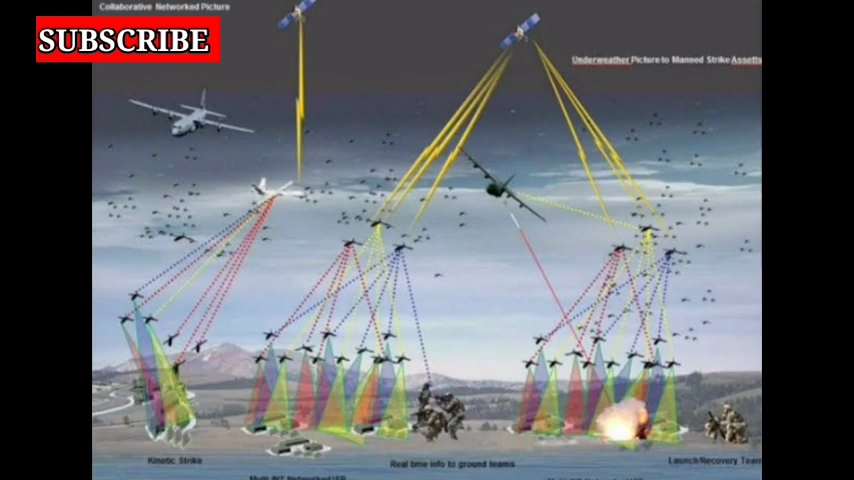 Collaborative Networked Picture
SUBSCRIBE
Underweather Picture to Manned Strike Assetts
Kinetic Strike
Real time info to ground teams
Launch/Recovery Team